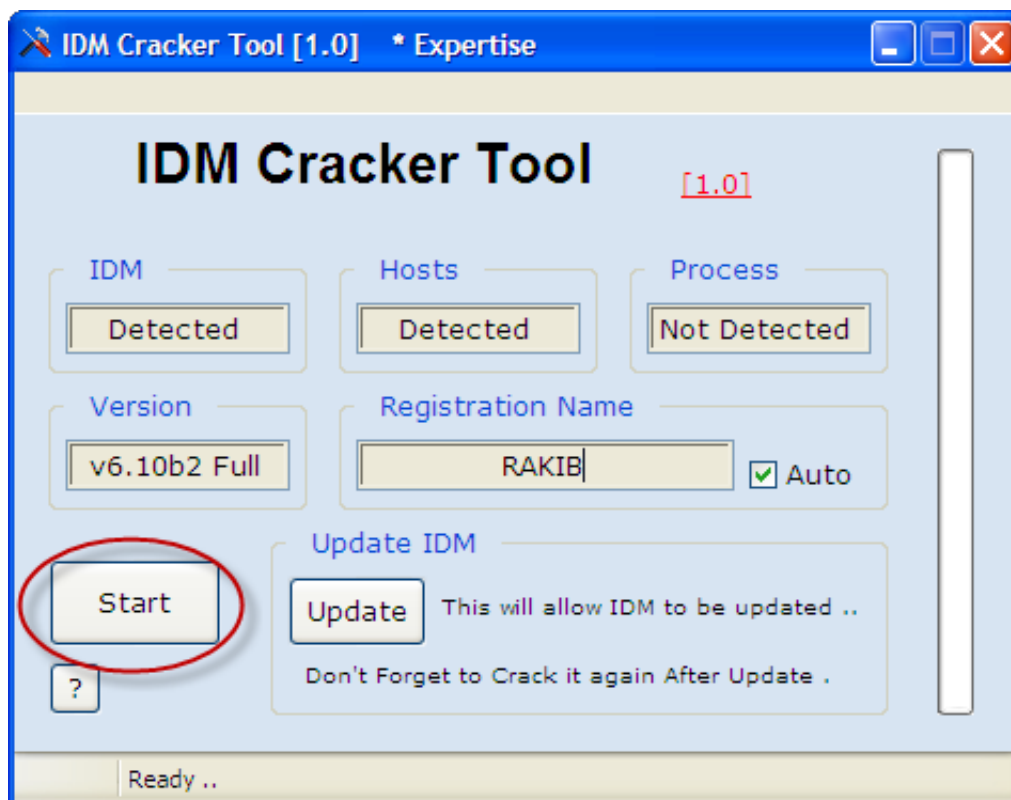 IDM Cracker Tool [1.0] * Expertise
IDM Cracker Tool [1.0]
IDM Hosts Process
Detected Detected Not Detected
Version Registration Name
v6.10b2 Full RAKIB Auto
Update IDM
Start Update This will allow IDM to be updated ..
? Don't Forget to Crack it again After Update .
Ready ..